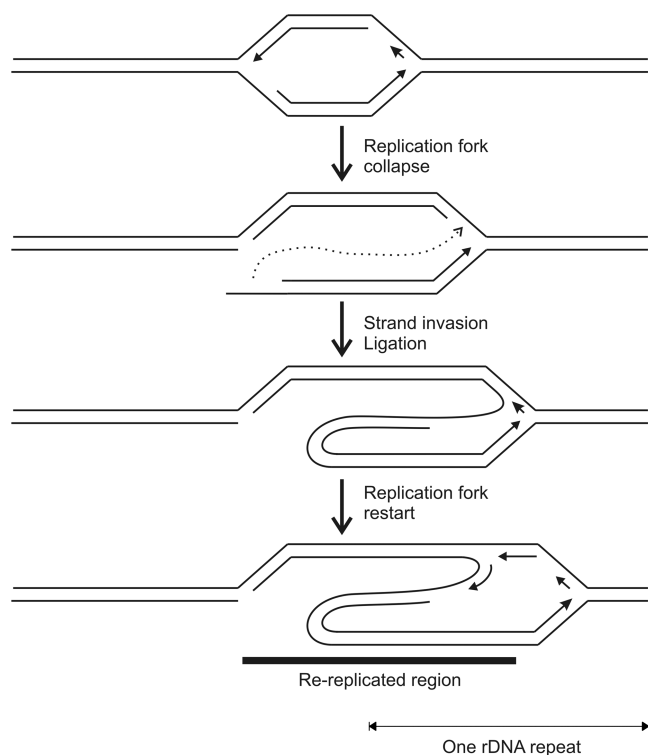 Replication fork
collapse
Strand invasion
Ligation
Replication fork
restart
Re-replicated region
One rDNA repeat